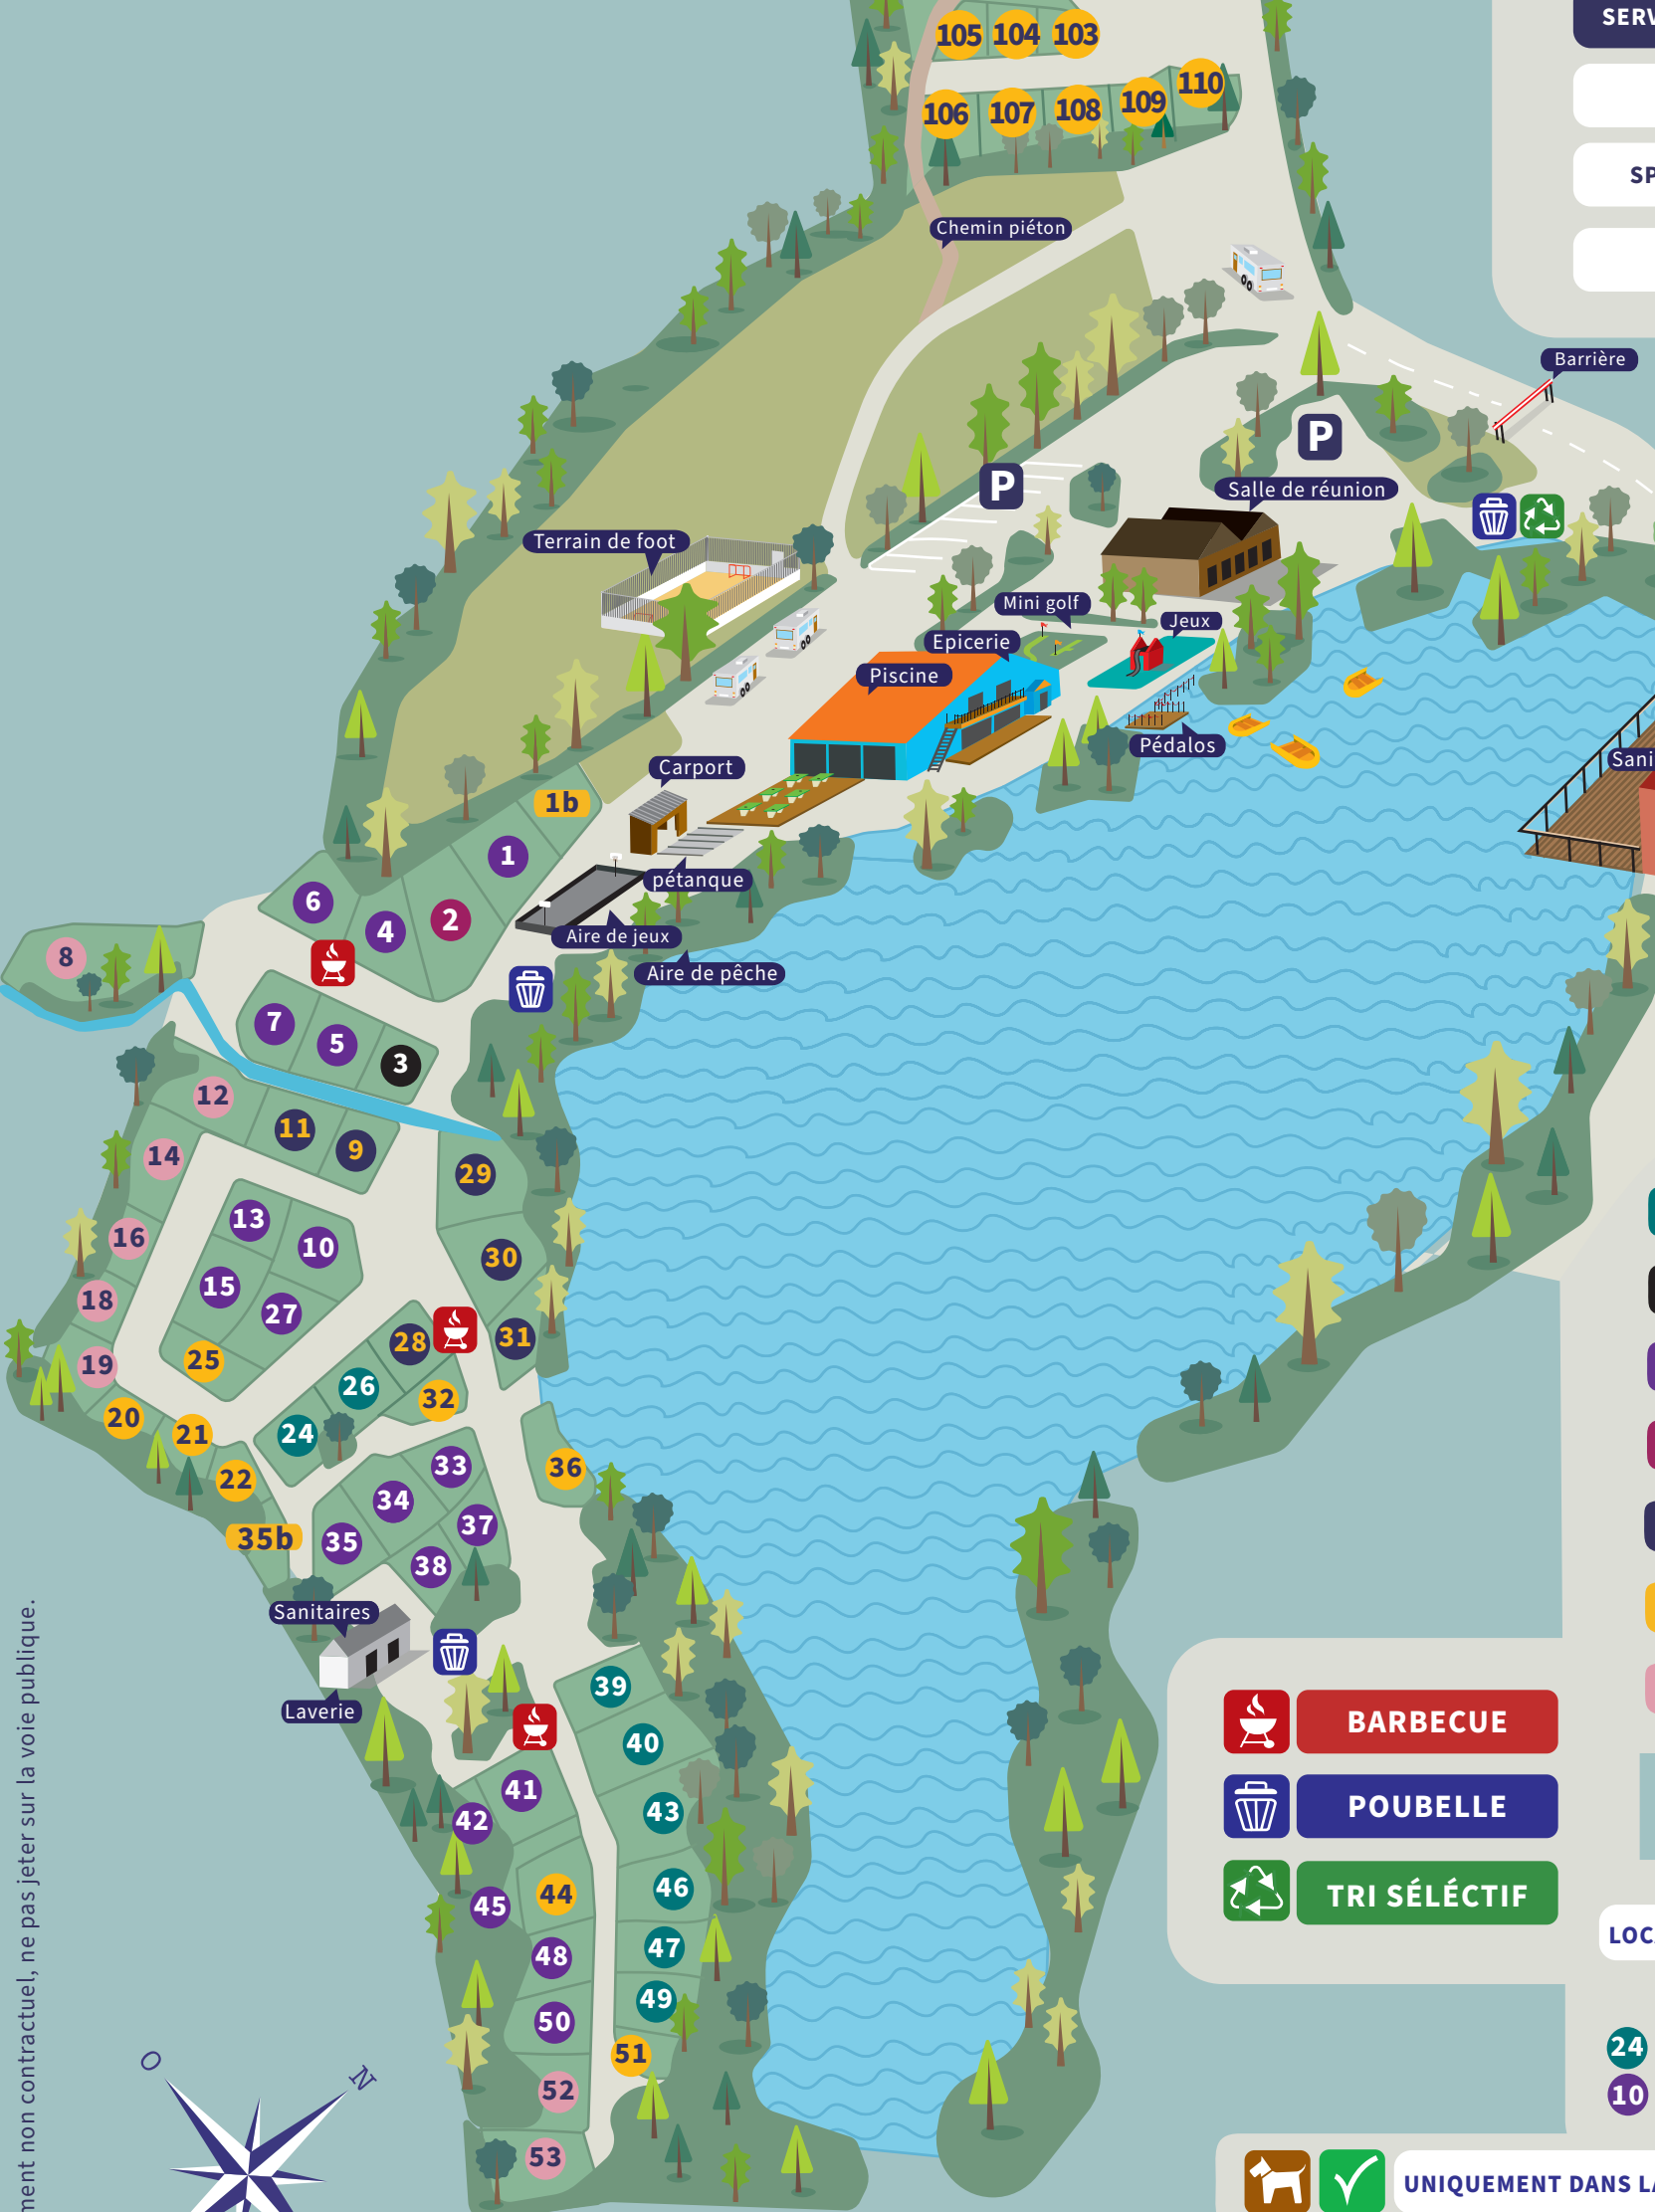 105 104 103
110
109
108
107
106
SERV
SP
Chemin piéton
Barrière
P
P
Salle de réunion
Terrain de foot
Mini golf
Jeux
Epicerie
Piscine
Pédalos
Sani
Carport
1b
1
pétanque
6
4
2
Aire de jeux
8
Aire de pêche
7
5
3
12
11
9
14
29
13
16
10
30
15
18
27
31
28
25
19
26
32
20
21
24
33
36
22
34
37
35b
35
38
Sanitaires
Laverie
39
40
41
43
42
46
44
45
47
48
49
50
51
52
53
BARBECUE
POUBELLE
TRI SÉLÉCTIF
LOCA
24
10
UNIQUEMENT DANS LA
O
N
ment non contractuel, ne pas jeter sur la voie publique.